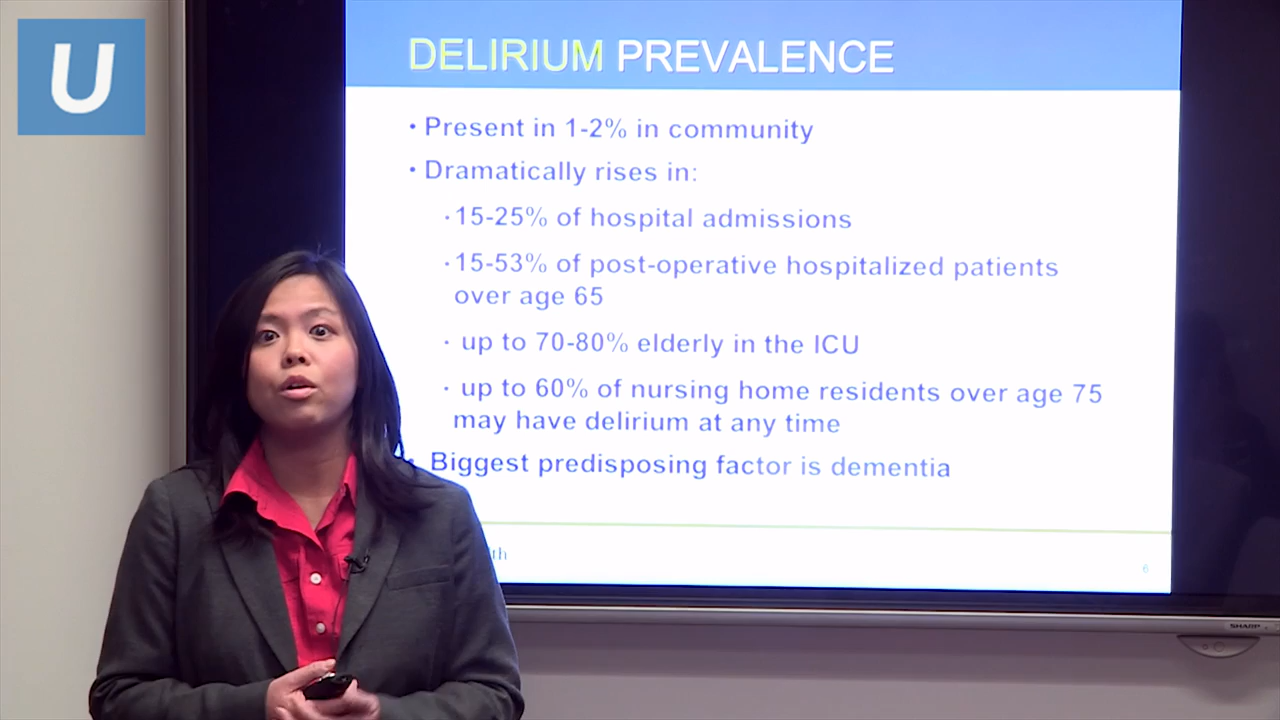 U
DELIRIUM PREVALENCE
• Present in 1-2% in community
• Dramatically rises in:
• 15-25% of hospital admissions
• 15-53% of post-operative hospitalized patients
over age 65
• up to 70-80% elderly in the ICU
• up to 60% of nursing home residents over age 75
may have delirium at any time
• Biggest predisposing factor is dementia
6
SHARP